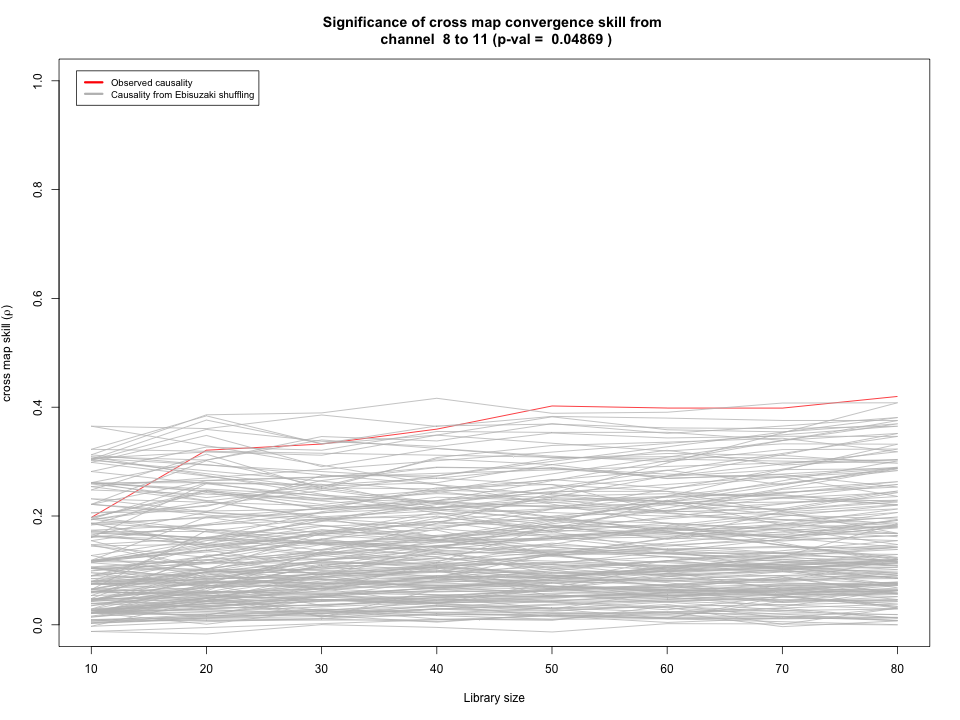 Significance of cross map convergence skill from
channel  8 to 11 (p-val =  0.04869 )
Observed causality
Causality from Ebisuzaki shuffling
cross map skill (ρ)
1.0
0.8
0.6
0.4
0.2
0.0
10 20 30 40 50 60 70 80
Library size